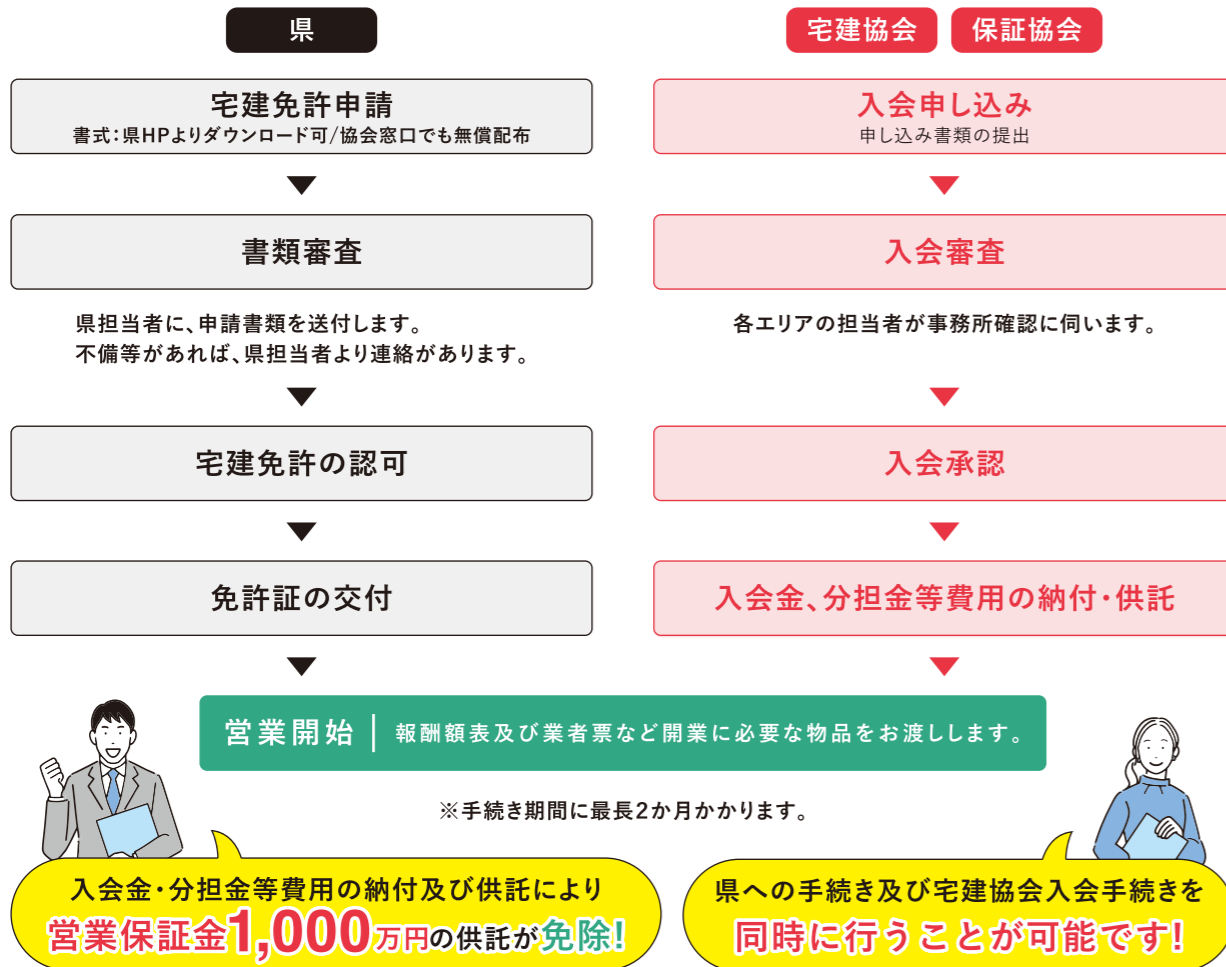 県
宅建免許申請
書式:県HPよりダウンロード可/協会窓口でも無償配布
書類審査
県担当者に、申請書類を送付します。
不備等があれば、県担当者より連絡があります。
宅建免許の認可
免許証の交付
宅建協会 保証協会
入会申し込み
申し込み書類の提出
入会審査
各エリアの担当者が事務所確認に伺います。
入会承認
入会金、分担金等費用の納付・供託
営業開始 | 報酬額表及び業者票など開業に必要な物品をお渡しします。
※手続き期間に最長2か月かかります。
入会金・分担金等費用の納付及び供託により
営業保証金1,000万円の供託が免除!
県への手続き及び宅建協会入会手続きを
同時に行うことが可能です!